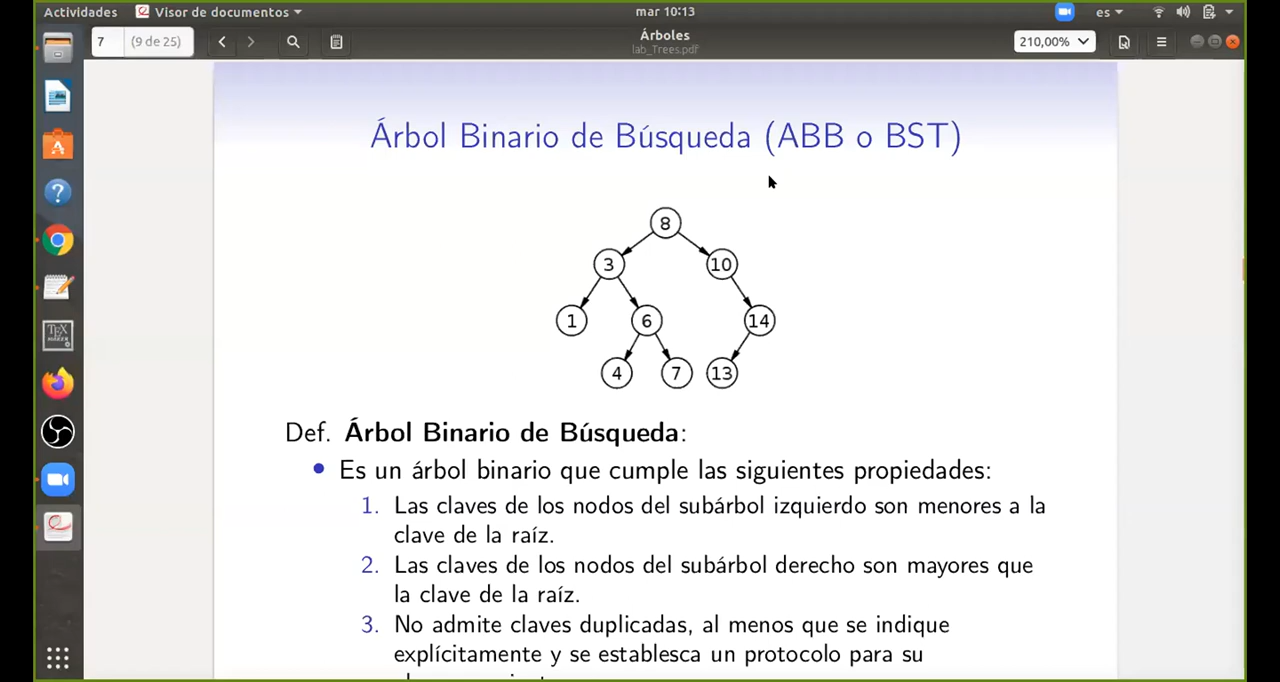 Actividades Visor de documentos mar 10:13 es
7 (9 de 25) Árboles 210,00%
lab_Trees.pdf
Árbol Binario de Búsqueda (ABB o BST)
8
3 10
1 6 14
4 7 13
Def. Árbol Binario de Búsqueda:
Es un árbol binario que cumple las siguientes propiedades:
1. Las claves de los nodos del subárbol izquierdo son menores a la
clave de la raíz.
2. Las claves de los nodos del subárbol derecho son mayores que
la clave de la raíz.
3. No admite claves duplicadas, al menos que se indique
explícitamente y se establesca un protocolo para su